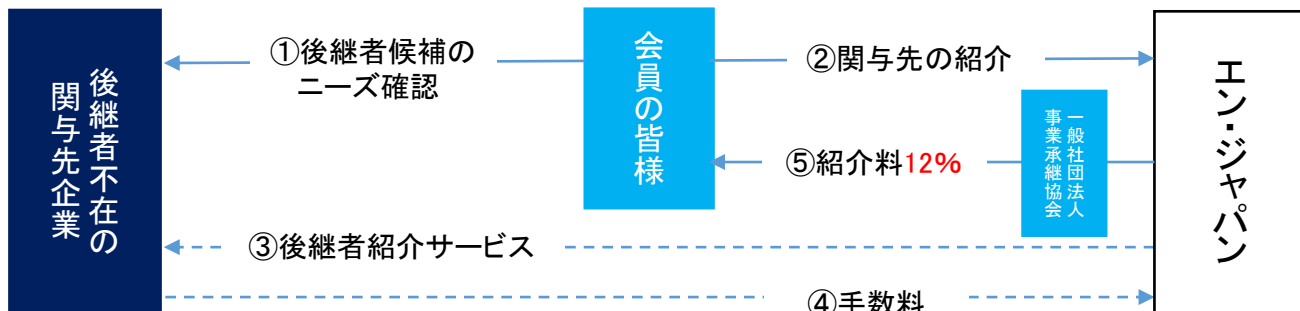 後継者不在の
関与先企業
①後継者候補の
ニーズ確認
会員の皆様
②関与先の紹介
⑤紹介料12%
一般社団法人
事業承継協会
エン・ジャパン
③後継者紹介サービス
④手数料